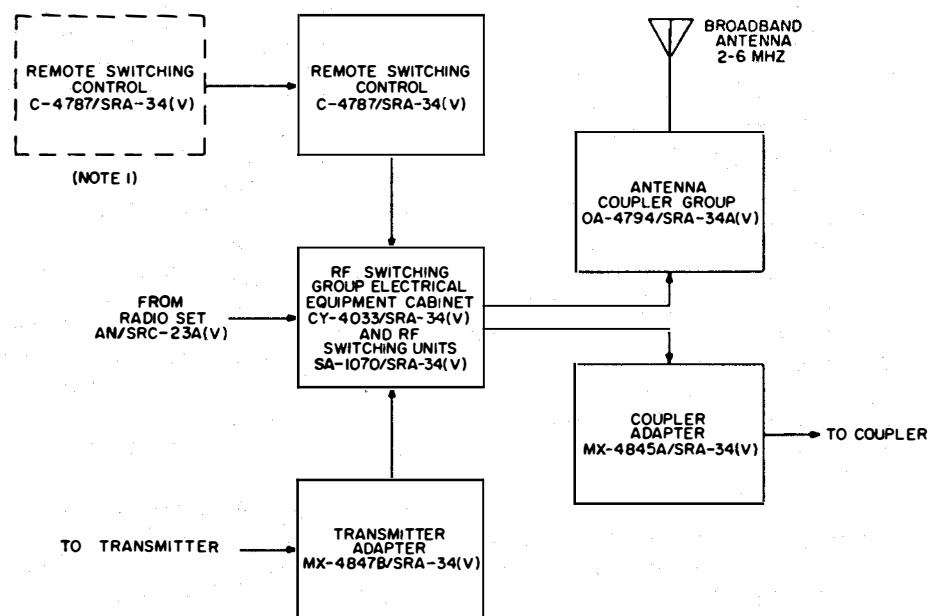 REMOTE SWITCHING
CONTROL
C-4787/SRA-34(V)
(NOTE 1)
REMOTE SWITCHING
CONTROL
C-4787/SRA-34(V)
BROADBAND
ANTENNA
2-6 MHZ
ANTENNA
COUPLER GROUP
OA-4794/SRA-34A(V)
FROM
RADIO SET
AN/SRC-23A(V)
RF SWITCHING
GROUP ELECTRICAL
EQUIPMENT CABINET
CY-4033/SRA-34(V)
AND RF
SWITCHING UNITS
SA-1070/SRA-34(V)
COUPLER
ADAPTER
MX-4845A/SRA-34(V)
TO COUPLER
TO TRANSMITTER
TRANSMITTER
ADAPTER
MX-4847B/SRA-34(V)